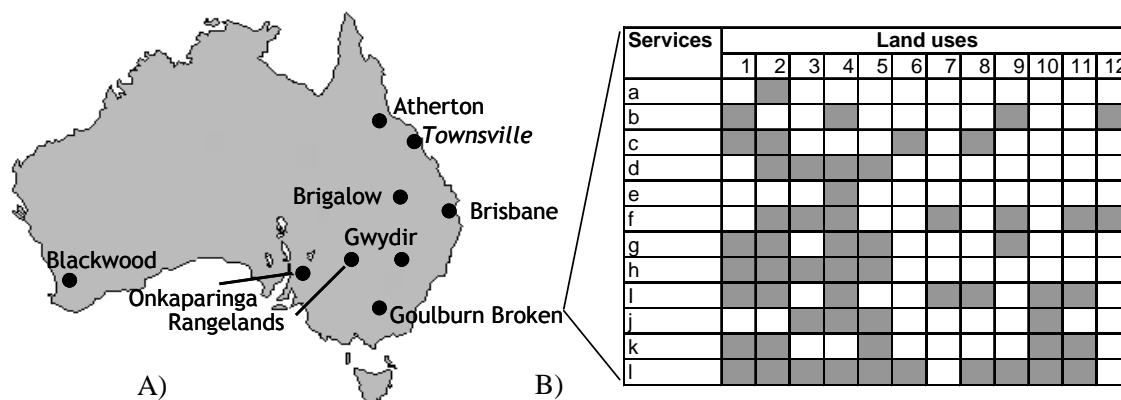 Atherton
Townsville
Brigalow
Brisbane
Gwydir
Blackwood
Onkaparinga
Rangelands
Goulburn Broken
A)
B)
Services Land uses
1 2 3 4 5 6 7 8 9 10 11 12
a
b
c
d
e
f
g
h
I
j
k
l